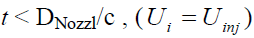 t < D_Nozzl/c , (U_i = U_inj)